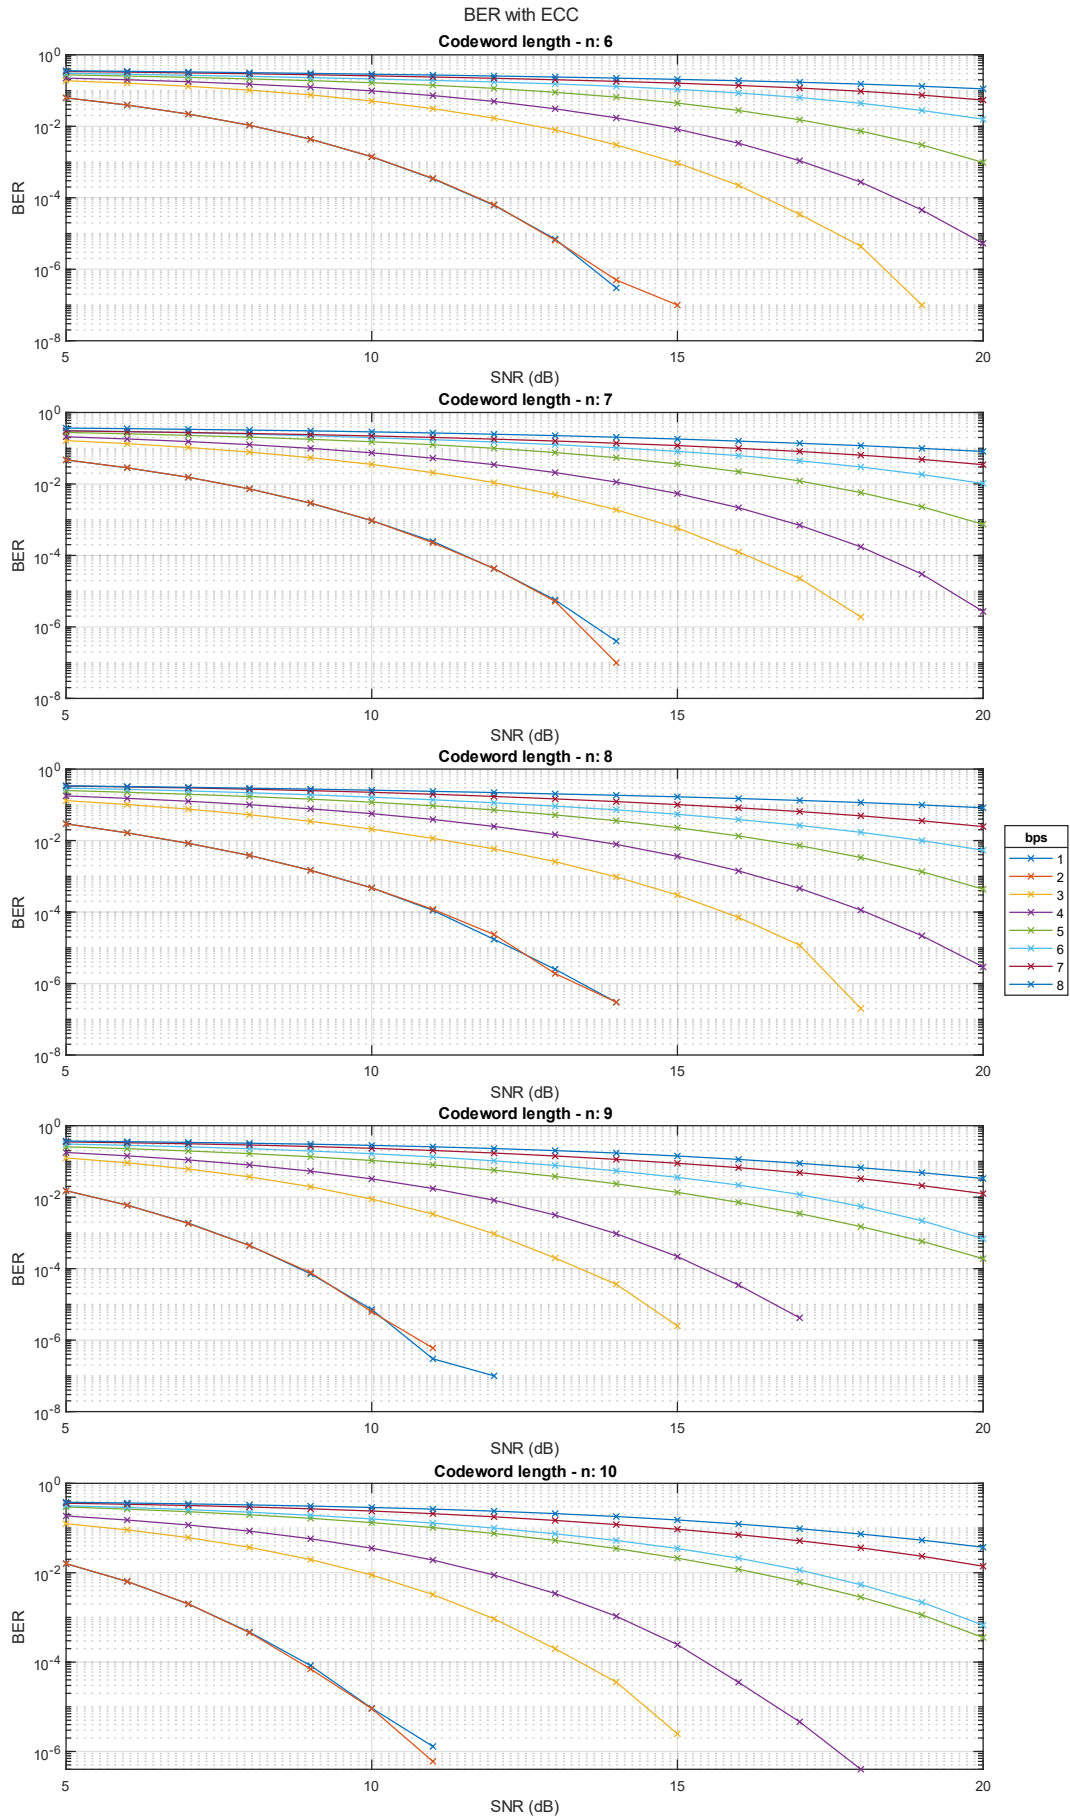 BER with ECC
Codeword length - n: 6
10^0
10^-2
10^-4
10^-6
10^-8
BER
5 10 15 20
SNR (dB)
Codeword length - n: 7
10^0
10^-2
10^-4
10^-6
10^-8
BER
5 10 15 20
SNR (dB)
Codeword length - n: 8
10^0
10^-2
10^-4
10^-6
10^-8
BER
5 10 15 20
SNR (dB)
bps
1
2
3
4
5
6
7
8
Codeword length - n: 9
10^0
10^-2
10^-4
10^-6
10^-8
BER
5 10 15 20
SNR (dB)
Codeword length - n: 10
10^0
10^-2
10^-4
10^-6
BER
5 10 15 20
SNR (dB)